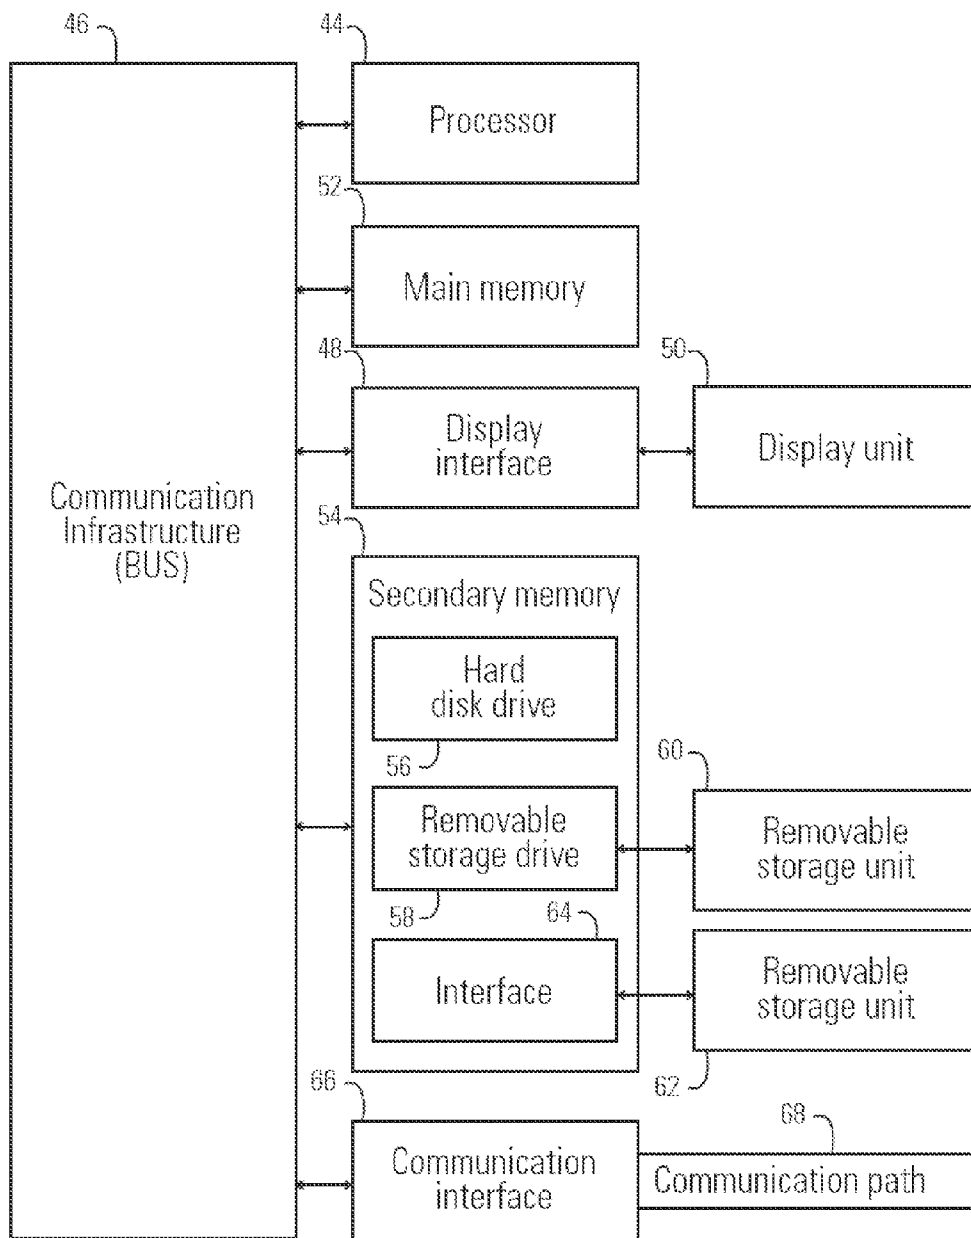 46
44
Processor
52
Main memory
48
50
Display
interface
Display unit
Communication
Infrastructure
(BUS)
54
Secondary memory
Hard
disk drive
56
60
Removable
storage drive
Removable
storage unit
58
64
Interface
Removable
storage unit
62
66
68
Communication
interface
Communication path